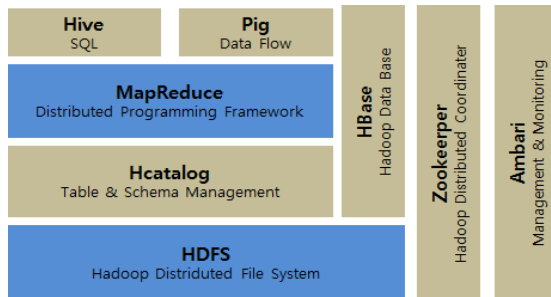 Hive
SQL
Pig
Data Flow
MapReduce
Distributed Programming Framework
Hcatalog
Table & Schema Management
HDFS
Hadoop Distriduted File System
HBase
Hadoop Data Base
Zookeerper
Hadoop Distributed Coordinater
Ambari
Management & Monitoring